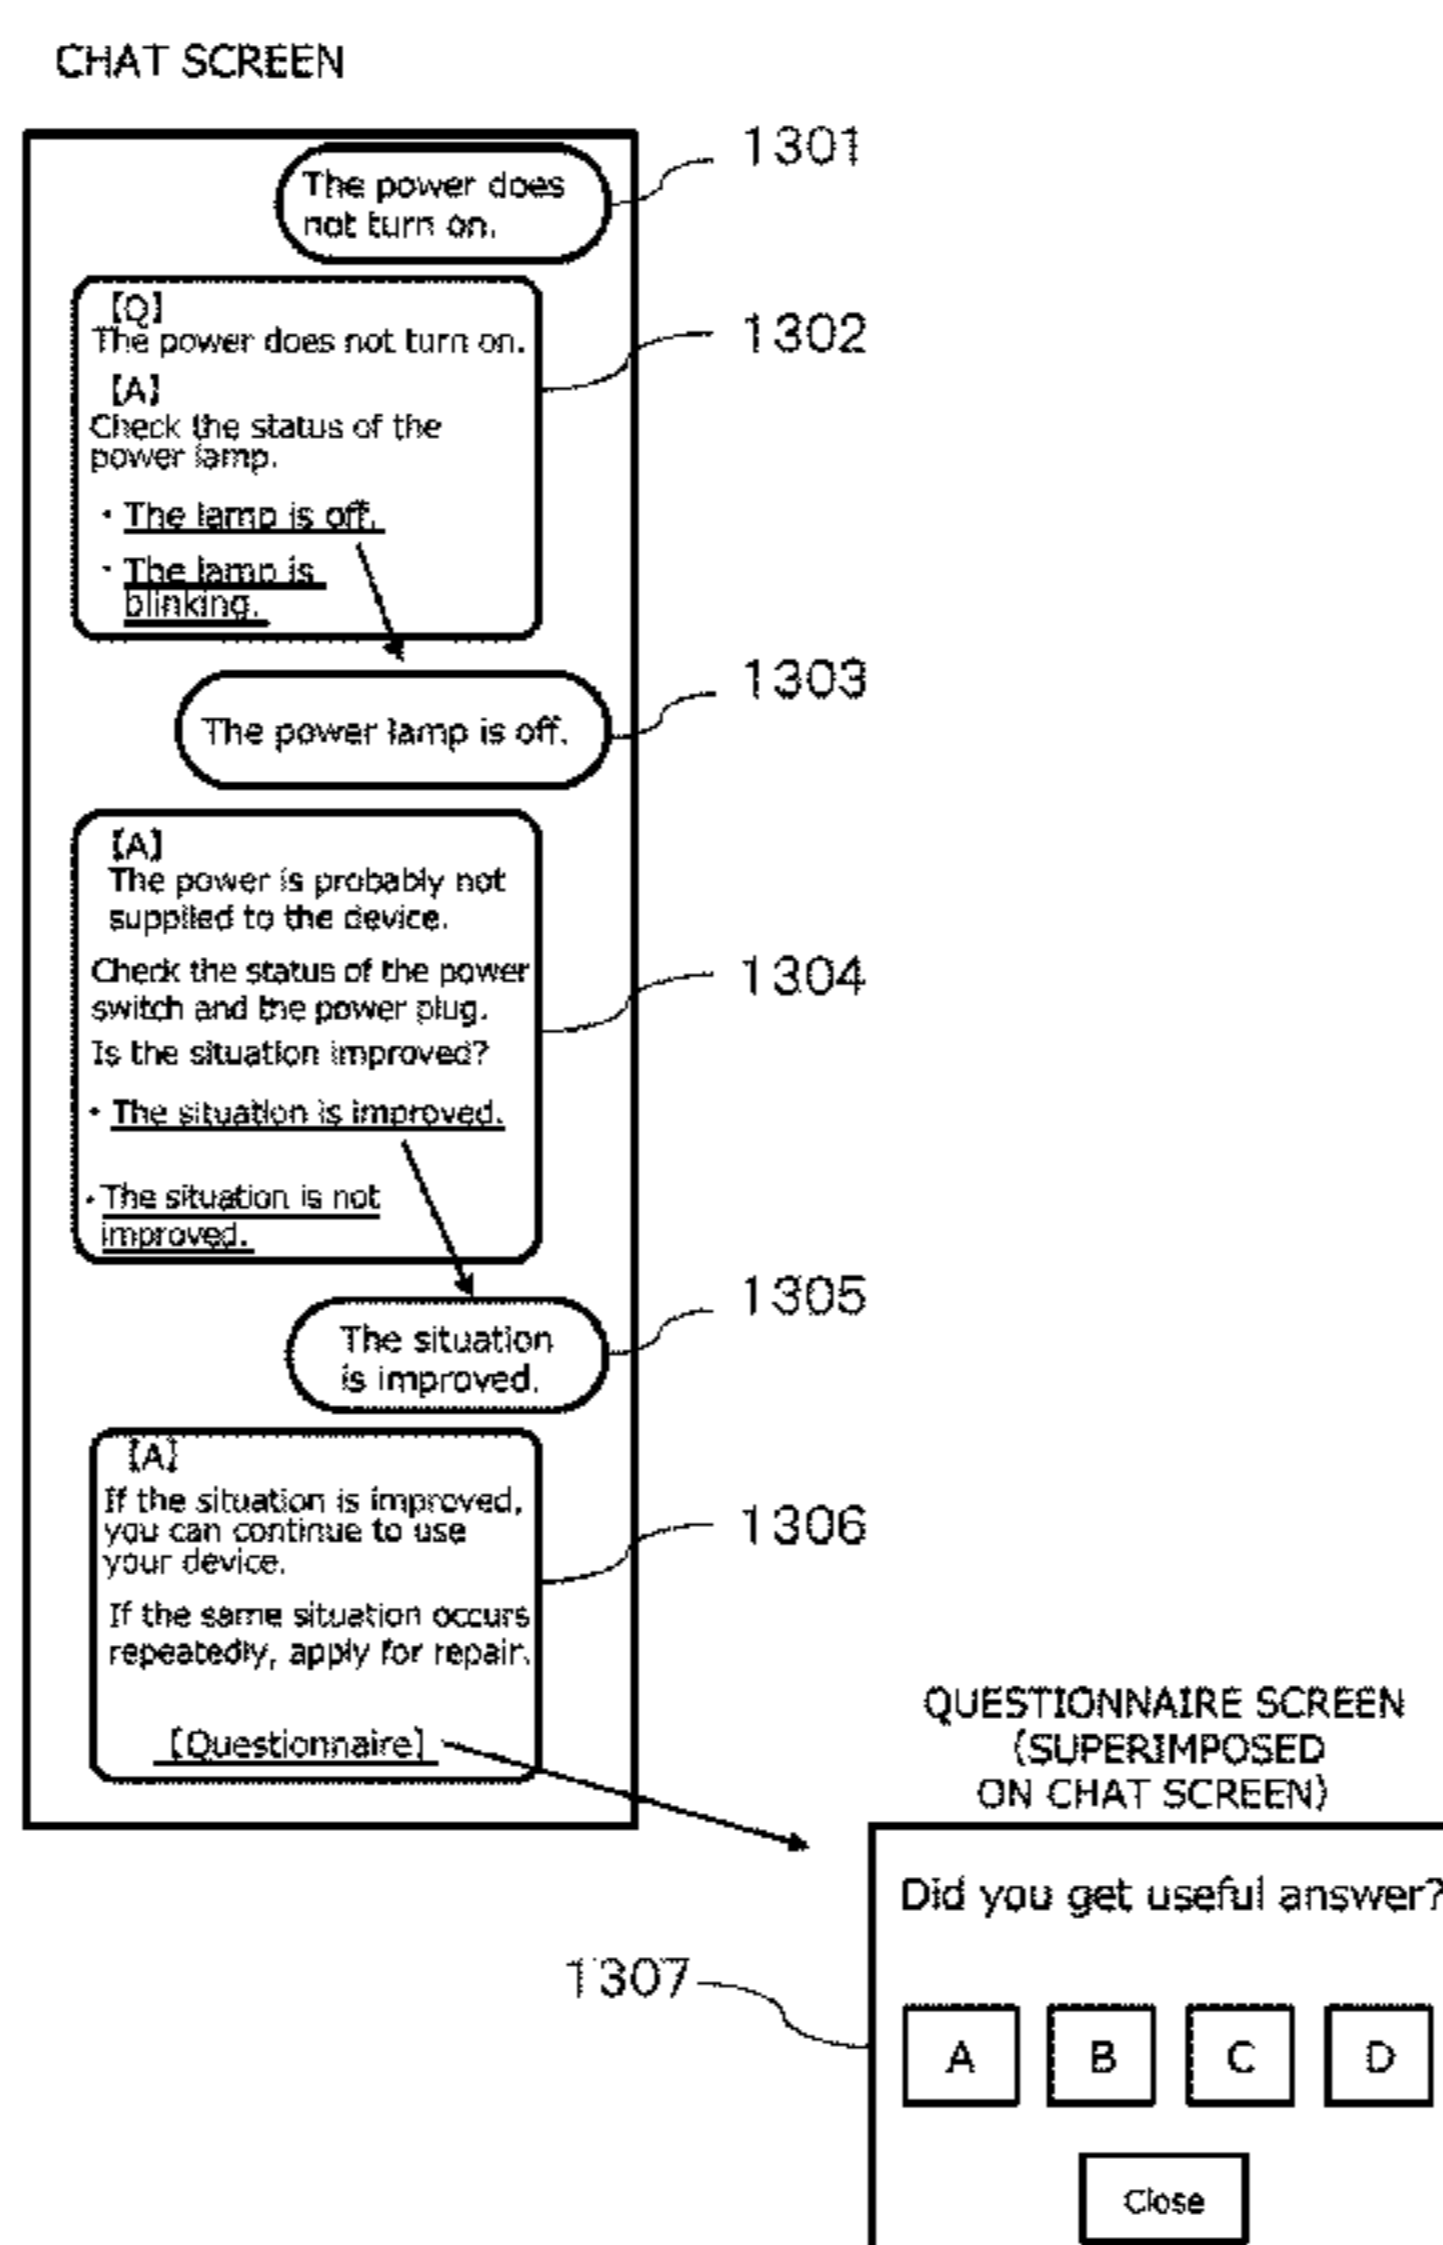 CHAT SCREEN
The power does
not turn on.
1301
【Q】
The power does not turn on.
1302
【A】
Check the status of the
power lamp.
・The lamp is off.
・The lamp is
blinking.
The power lamp is off.
1303
【A】
The power is probably not
supplied to the device.
Check the status of the power
switch and the power plug.
1304
Is the situation improved?
・The situation is improved.
・The situation is not
improved.
The situation
is improved.
1305
【A】
If the situation is improved,
you can continue to use
your device.
1306
If the same situation occurs
repeatedly, apply for repair.
【Questionnaire】
QUESTIONNAIRE SCREEN
(SUPERIMPOSED
ON CHAT SCREEN)
Did you get useful answer?
1307
A B C D
Close